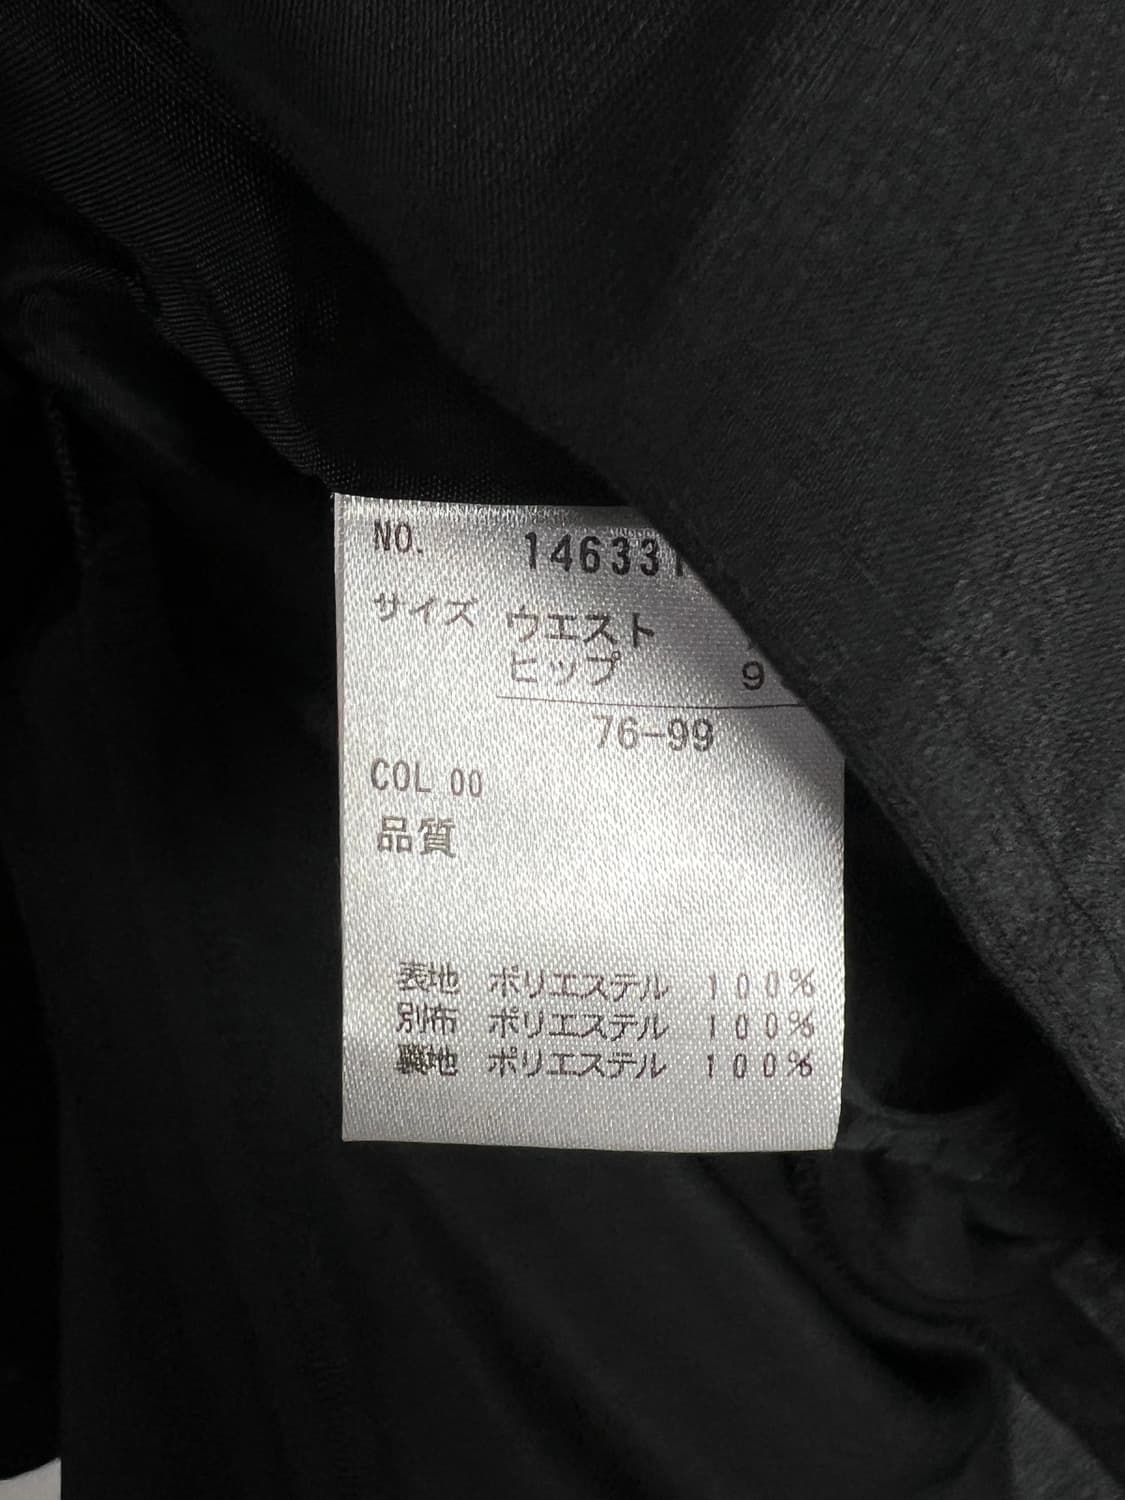 NO. 14633
サイズ ウエスト
ヒップ 9
76-99
COL 00
品質
表地 ポリエステル 100%
別布 ポリエステル 100%
裏地 ポリエステル 100%